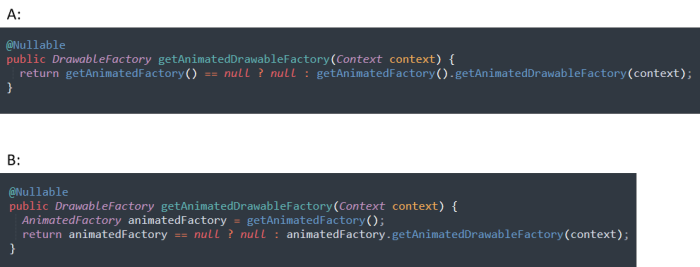 A:
@Nullable
public DrawableFactory getAnimatedDrawableFactory(Context context) {
  return getAnimatedFactory() == null ? null : getAnimatedFactory().getAnimatedDrawableFactory(context);
}
B:
@Nullable
public DrawableFactory getAnimatedDrawableFactory(Context context) {
  AnimatedFactory animatedFactory = getAnimatedFactory();
  return animatedFactory == null ? null : animatedFactory.getAnimatedDrawableFactory(context);
}